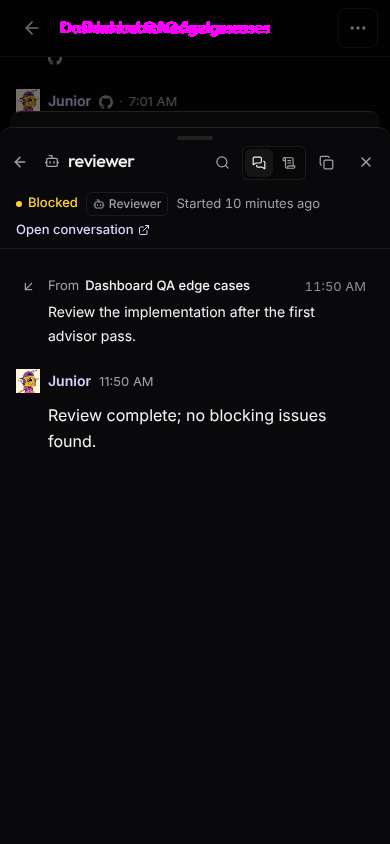 Junior · 7:01 AM
reviewer
Blocked Reviewer Started 10 minutes ago
Open conversation
From Dashboard QA edge cases 11:50 AM
Review the implementation after the first
advisor pass.
Junior 11:50 AM
Review complete; no blocking issues
found.